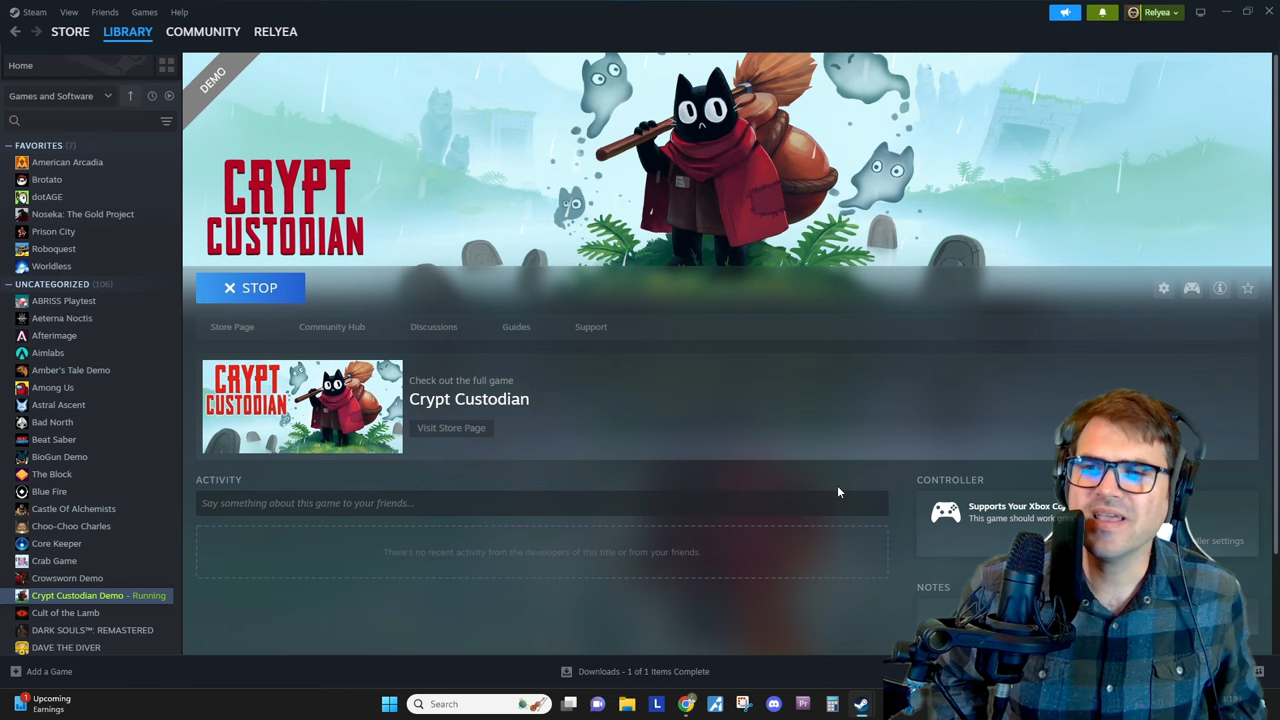 Steam View Friends Games Help
Relyea
STORE LIBRARY COMMUNITY RELYEA
Home
Games and Software
FAVORITES (7)
American Arcadia
Brotato
dotAGE
Noseka: The Gold Project
Prison City
Roboquest
Worldless
UNCATEGORIZED (106)
ABRISS Playtest
Aeterna Noctis
Afterimage
Aimlabs
Amber's Tale Demo
Among Us
Astral Ascent
Bad North
Beat Saber
BioGun Demo
The Block
Blue Fire
Castle Of Alchemists
Choo-Choo Charles
Core Keeper
Crab Game
Crowsworn Demo
Crypt Custodian Demo - Running
Cult of the Lamb
DARK SOULS™: REMASTERED
DAVE THE DIVER
Add a Game
DEMO
CRYPT
CUSTODIAN
STOP
Store Page Community Hub Discussions Guides Support
CRYPT
CUSTODIAN
Check out the full game
Crypt Custodian
Visit Store Page
ACTIVITY
Say something about this game to your friends...
There's no recent activity from the developers of this title or from your friends.
CONTROLLER
Supports Your Xbox
This game should work
settings
NOTES
Downloads - 1 of 1 Items Complete
1
Upcoming
Earnings
Search
L
Pr